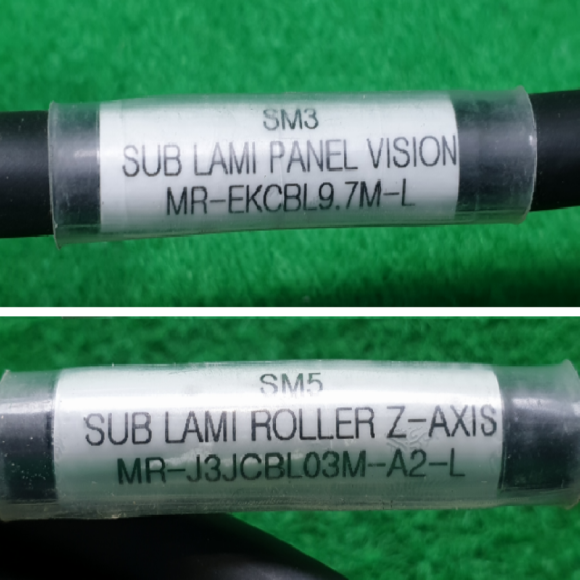 SM3
SUB LAMI PANEL VISION
MR-EKCBL9.7M-L
SM5
SUB LAMI ROLLER Z-AXIS
MR-J3JCBL03M-A2-L